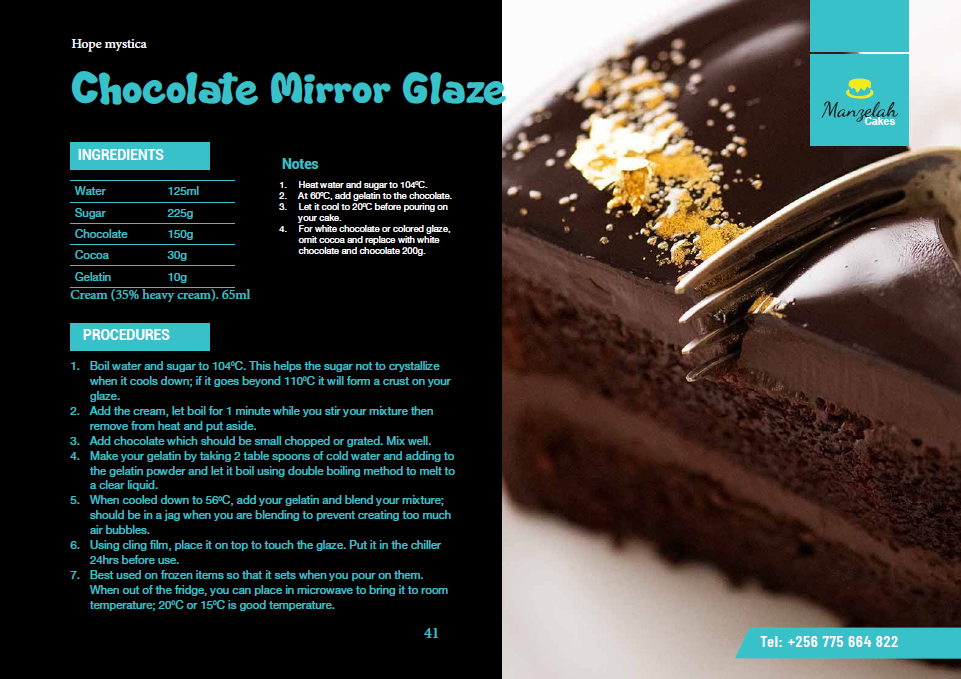 Hope mystica
Chocolate Mirror Glaze
INGREDIENTS
Water 125ml
Sugar 225g
Chocolate 150g
Cocoa 30g
Gelatin 10g
Cream (35% heavy cream). 65ml
Notes
1. Heat water and sugar to 104⁰C.
2. At 60⁰C, add gelatin to the chocolate.
3. Let it cool to 20⁰C before pouring on
your cake.
4. For white chocolate or colored glaze,
omit cocoa and replace with white
chocolate and chocolate 200g.
PROCEDURES
1. Boil water and sugar to 104⁰C. This helps the sugar not to crystallize
when it cools down; if it goes beyond 110⁰C it will form a crust on your
glaze.
2. Add the cream, let boil for 1 minute while you stir your mixture then
remove from heat and put aside.
3. Add chocolate which should be small chopped or grated. Mix well.
4. Make your gelatin by taking 2 table spoons of cold water and adding to
the gelatin powder and let it boil using double boiling method to melt to
a clear liquid.
5. When cooled down to 56⁰C, add your gelatin and blend your mixture;
should be in a jag when you are blending to prevent creating too much
air bubbles.
6. Using cling film, place it on top to touch the glaze. Put it in the chiller
24hrs before use.
7. Best used on frozen items so that it sets when you pour on them.
When out of the fridge, you can place in microwave to bring it to room
temperature; 20⁰C or 15⁰C is good temperature.
41
Manzelah
Cakes
Tel: +256 775 664 822